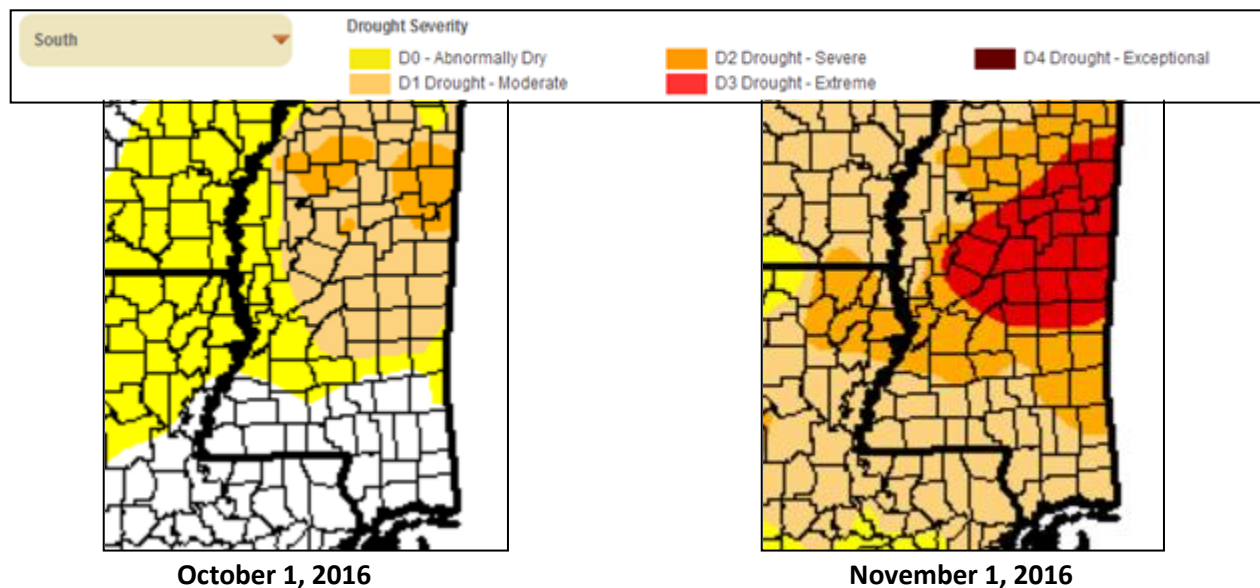 South
Drought Severity
D0 - Abnormally Dry
D1 Drought - Moderate
D2 Drought - Severe
D3 Drought - Extreme
D4 Drought - Exceptional
October 1, 2016
November 1, 2016